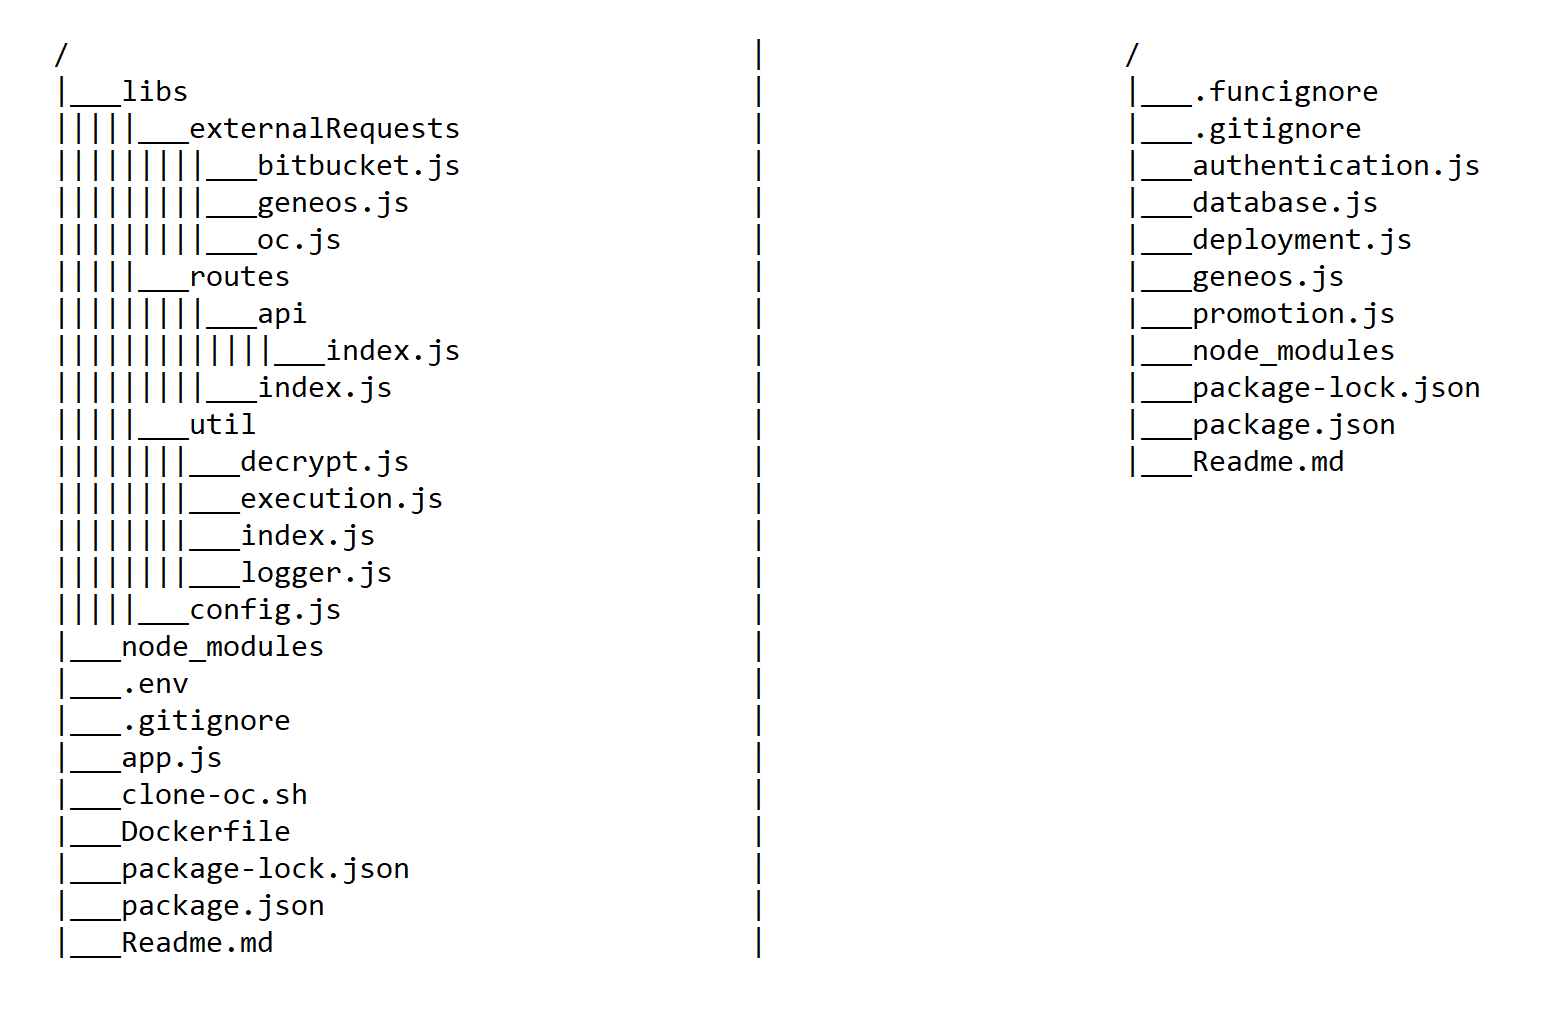 / | /
|___libs | |___.funcignore
|||||___externalRequests | |___.gitignore
|||||||||___bitbucket.js | |___authentication.js
|||||||||___geneos.js | |___database.js
|||||||||___oc.js | |___deployment.js
|||||___routes | |___geneos.js
|||||||||___api | |___promotion.js
|||||||||||||___index.js | |___node_modules
|||||||||___index.js | |___package-lock.json
|||||___util | |___package.json
||||||||___decrypt.js | |___Readme.md
||||||||___execution.js |
||||||||___index.js |
||||||||___logger.js |
|||||___config.js |
|___node_modules |
|___.env |
|___.gitignore |
|___app.js |
|___clone-oc.sh |
|___Dockerfile |
|___package-lock.json |
|___package.json |
|___Readme.md |